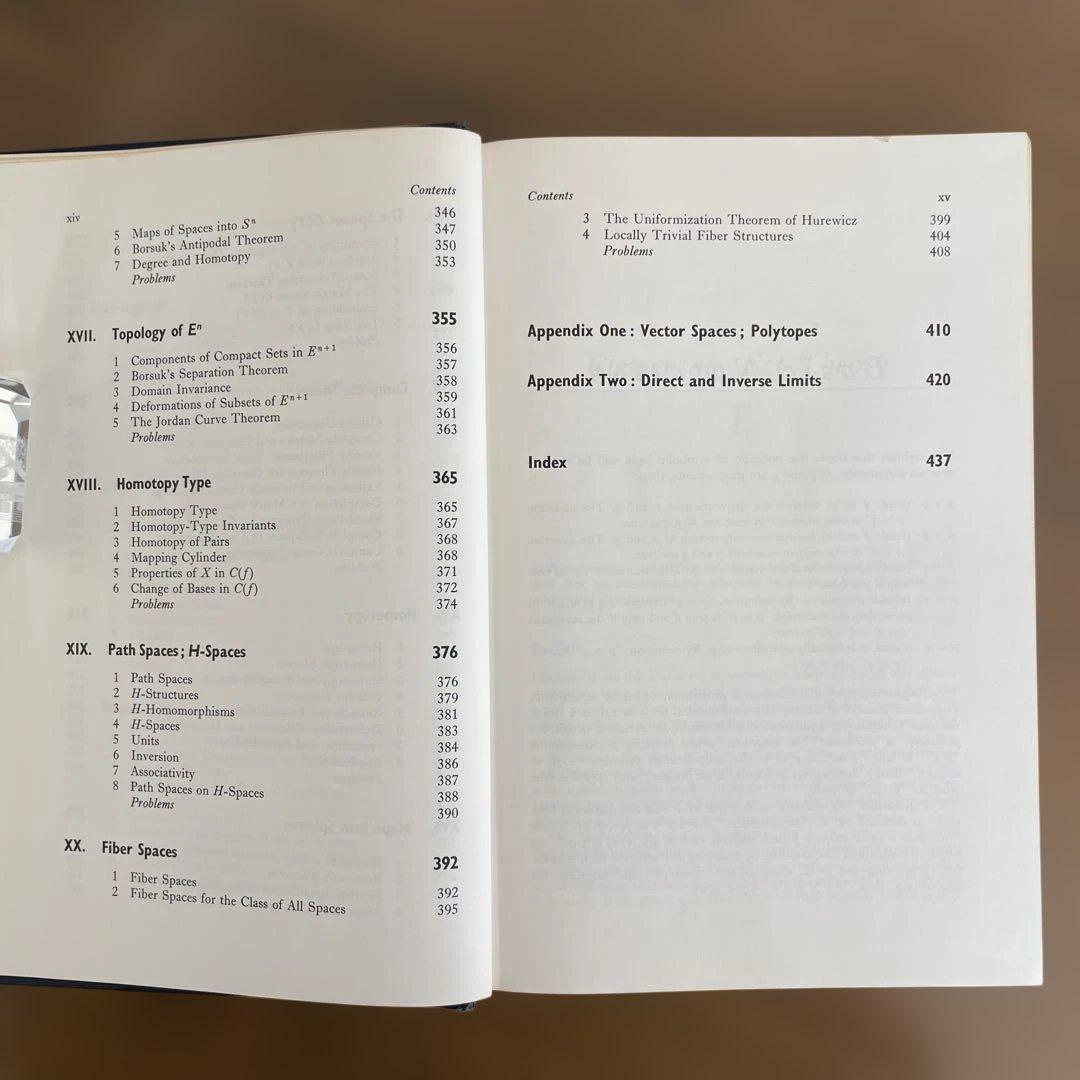 xiv Contents
5 Maps of Spaces into Sⁿ 346
6 Borsuk's Antipodal Theorem 347
7 Degree and Homotopy 350
Problems 353
XVII. Topology of Eⁿ 355
1 Components of Compact Sets in Eⁿ⁺¹ 356
2 Borsuk's Separation Theorem 357
3 Domain Invariance 358
4 Deformations of Subsets of Eⁿ⁺¹ 359
5 The Jordan Curve Theorem 361
Problems 363
XVIII. Homotopy Type 365
1 Homotopy Type 365
2 Homotopy-Type Invariants 367
3 Homotopy of Pairs 368
4 Mapping Cylinder 368
5 Properties of X in C(f) 371
6 Change of Bases in C(f) 372
Problems 374
XIX. Path Spaces; H-Spaces 376
1 Path Spaces 376
2 H-Structures 379
3 H-Homomorphisms 381
4 H-Spaces 383
5 Units 384
6 Inversion 386
7 Associativity 387
8 Path Spaces on H-Spaces 388
Problems 390
XX. Fiber Spaces 392
1 Fiber Spaces 392
2 Fiber Spaces for the Class of All Spaces 395
Contents xv
3 The Uniformization Theorem of Hurewicz 399
4 Locally Trivial Fiber Structures 404
Problems 408
Appendix One: Vector Spaces; Polytopes 410
Appendix Two: Direct and Inverse Limits 420
Index 437